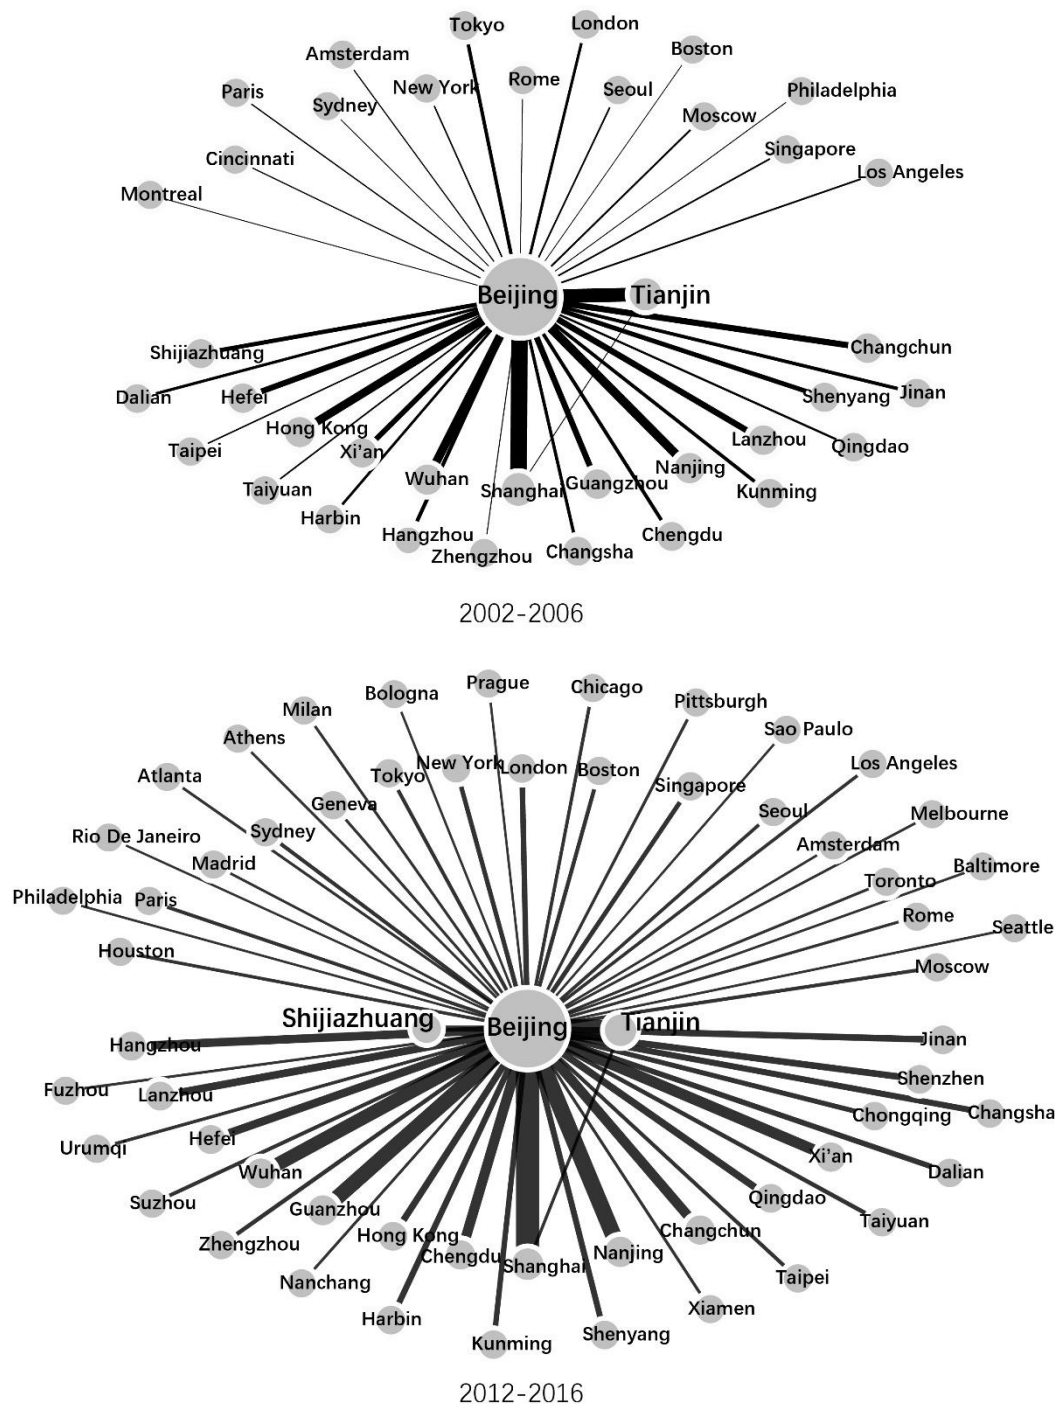 Tokyo
London
Amsterdam
Boston
Paris
New York
Rome
Seoul
Philadelphia
Sydney
Moscow
Cincinnati
Singapore
Montreal
Los Angeles
Beijing
Tianjin
Shijiazhuang
Changchun
Dalian
Hefei
Shenyang
Jinan
Hong Kong
Lanzhou
Taipei
Xi'an
Qingdao
Taiyuan
Wuhan
Shanghai
Guangzhou
Nanjing
Kunming
Harbin
Hangzhou
Zhengzhou
Changsha
Chengdu
2002-2006
Prague
Chicago
Bologna
Pittsburgh
Milan
Sao Paulo
Athens
Atlanta
Tokyo
New York
London
Boston
Singapore
Los Angeles
Geneva
Seoul
Melbourne
Rio De Janeiro
Sydney
Amsterdam
Madrid
Baltimore
Philadelphia
Paris
Toronto
Rome
Seattle
Houston
Moscow
Shijiazhuang
Beijing
Tianjin
Hangzhou
Jinan
Fuzhou
Lanzhou
Shenzhen
Chongqing
Changsha
Urumqi
Hefei
Wuhan
Xi'an
Dalian
Suzhou
Guanzhou
Qingdao
Taiyuan
Zhengzhou
Hong Kong
Chengdu
Shanghai
Nanjing
Changchun
Nanchang
Taipei
Harbin
Xiamen
Kunming
Shenyang
2012-2016